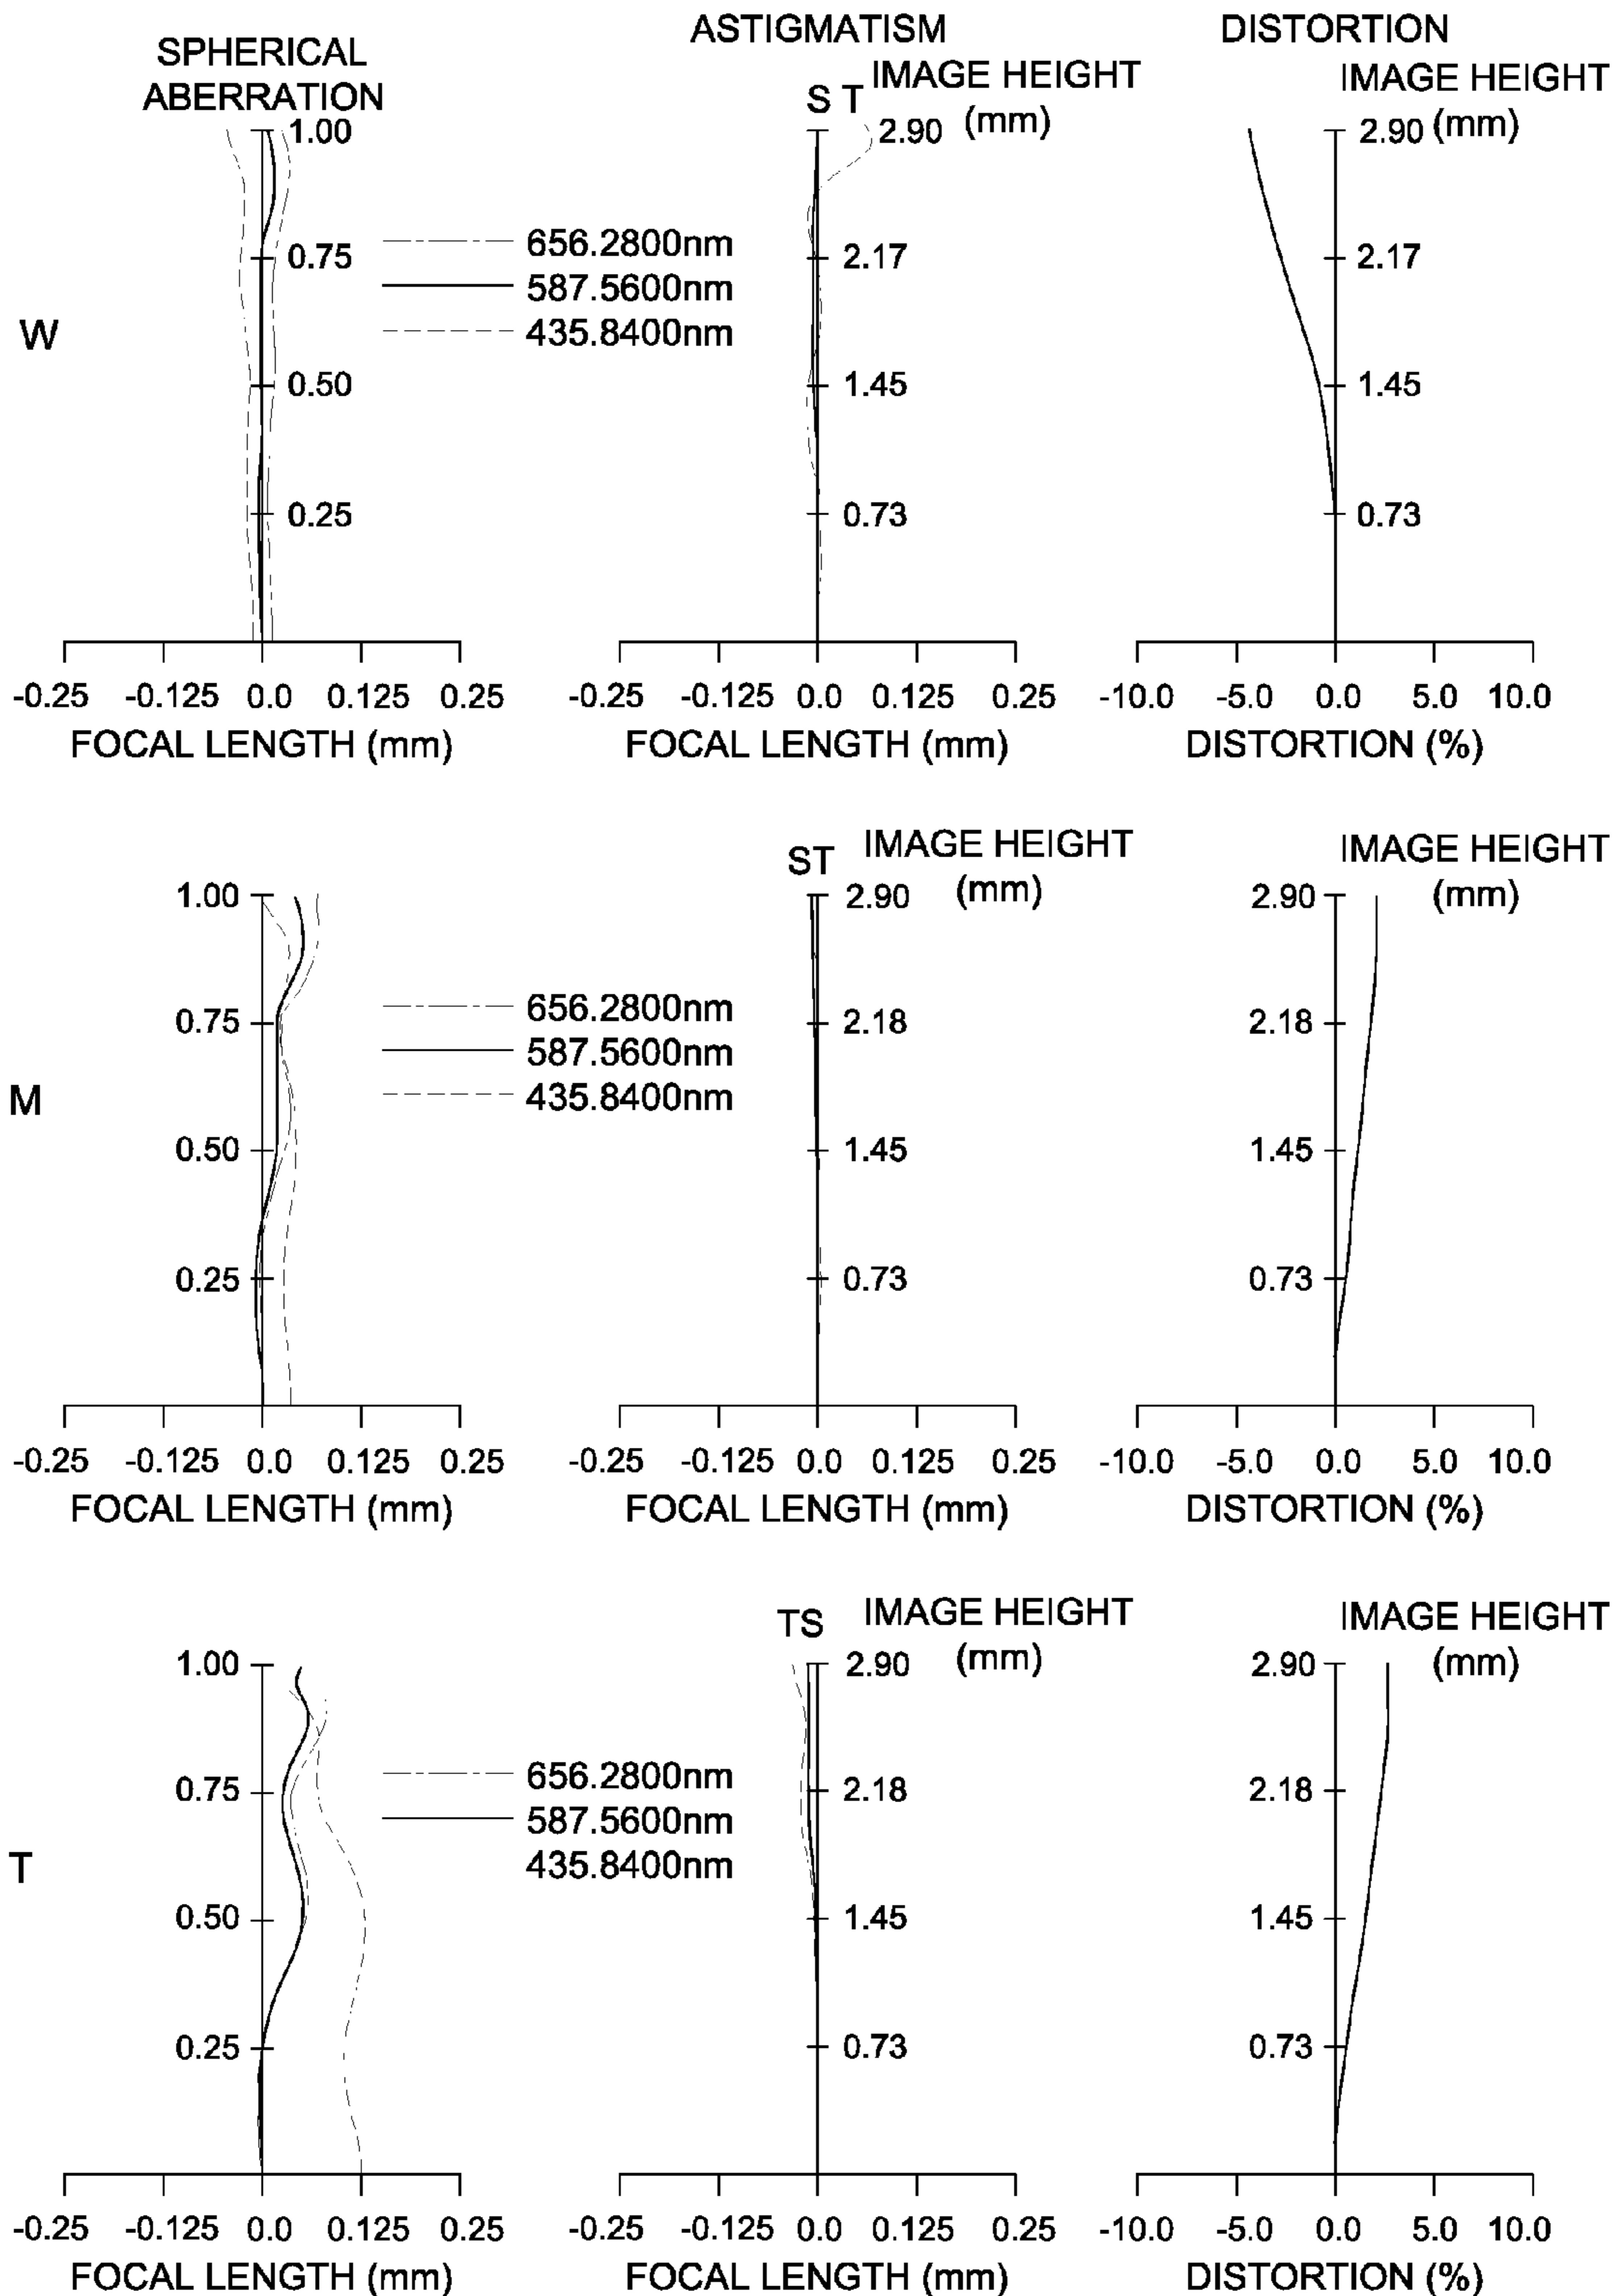 SPHERICAL
ABERRATION
ASTIGMATISM
DISTORTION
S T IMAGE HEIGHT
(mm)
IMAGE HEIGHT
(mm)
W
1.00
0.75
0.50
0.25
656.2800nm
587.5600nm
435.8400nm
2.90
2.17
1.45
0.73
2.90
2.17
1.45
0.73
-0.25 -0.125 0.0 0.125 0.25
FOCAL LENGTH (mm)
-0.25 -0.125 0.0 0.125 0.25
FOCAL LENGTH (mm)
-10.0 -5.0 0.0 5.0 10.0
DISTORTION (%)
M
1.00
0.75
0.50
0.25
656.2800nm
587.5600nm
435.8400nm
ST IMAGE HEIGHT
(mm)
2.90
2.18
1.45
0.73
IMAGE HEIGHT
(mm)
2.90
2.18
1.45
0.73
-0.25 -0.125 0.0 0.125 0.25
FOCAL LENGTH (mm)
-0.25 -0.125 0.0 0.125 0.25
FOCAL LENGTH (mm)
-10.0 -5.0 0.0 5.0 10.0
DISTORTION (%)
T
1.00
0.75
0.50
0.25
656.2800nm
587.5600nm
435.8400nm
TS IMAGE HEIGHT
(mm)
2.90
2.18
1.45
0.73
IMAGE HEIGHT
(mm)
2.90
2.18
1.45
0.73
-0.25 -0.125 0.0 0.125 0.25
FOCAL LENGTH (mm)
-0.25 -0.125 0.0 0.125 0.25
FOCAL LENGTH (mm)
-10.0 -5.0 0.0 5.0 10.0
DISTORTION (%)